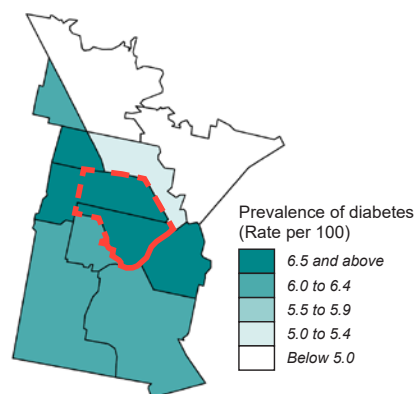 Prevalence of diabetes
(Rate per 100)
6.5 and above
6.0 to 6.4
5.5 to 5.9
5.0 to 5.4
Below 5.0